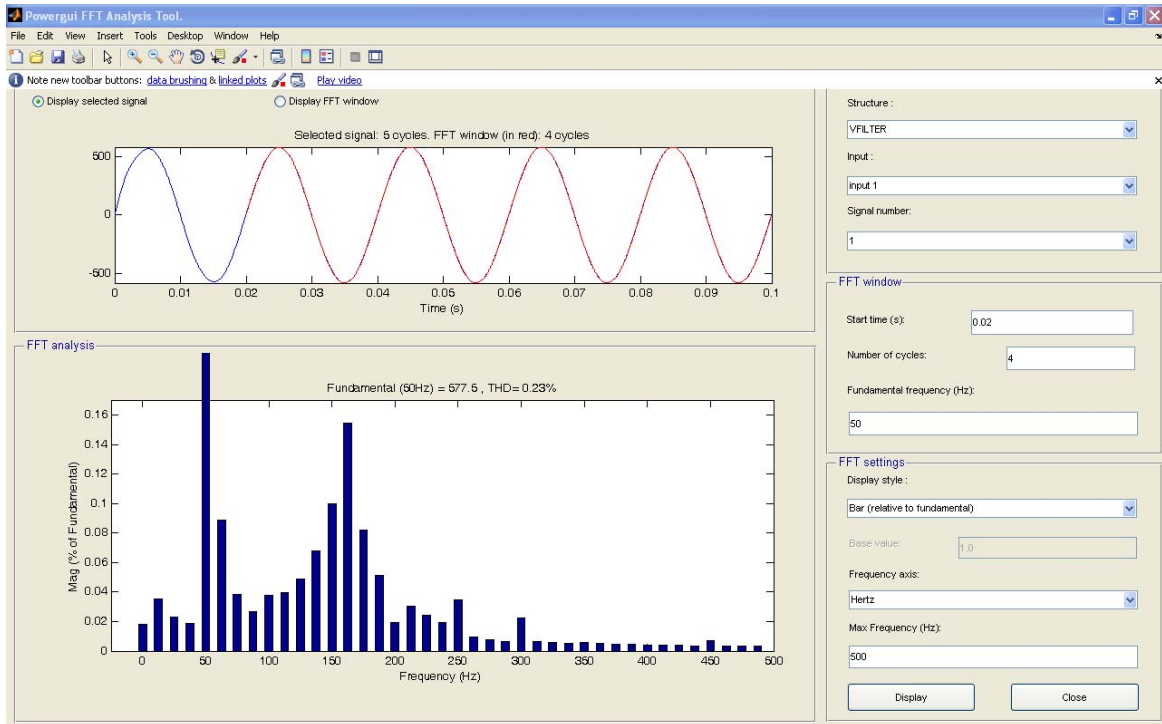 Powergui FFT Analysis Tool.
File Edit View Insert Tools Desktop Window Help
Note new toolbar buttons: data brushing & linked plots Play video
Display selected signal Display FFT window
Selected signal: 5 cycles. FFT window (in red): 4 cycles
500
0
-500
0 0.01 0.02 0.03 0.04 0.05 0.06 0.07 0.08 0.09 0.1
Time (s)
FFT analysis
Fundamental (50Hz) = 577.5 , THD= 0.23%
0.16
0.14
0.12
0.1
0.08
0.06
0.04
0.02
0
Mag (% of Fundamental)
0 50 100 150 200 250 300 350 400 450 500
Frequency (Hz)
Structure :
VFILTER
Input :
input 1
Signal number:
1
FFT window
Start time (s): 0.02
Number of cycles: 4
Fundamental frequency (Hz):
50
FFT settings
Display style :
Bar (relative to fundamental)
Base value: 1.0
Frequency axis:
Hertz
Max Frequency (Hz):
500
Display Close